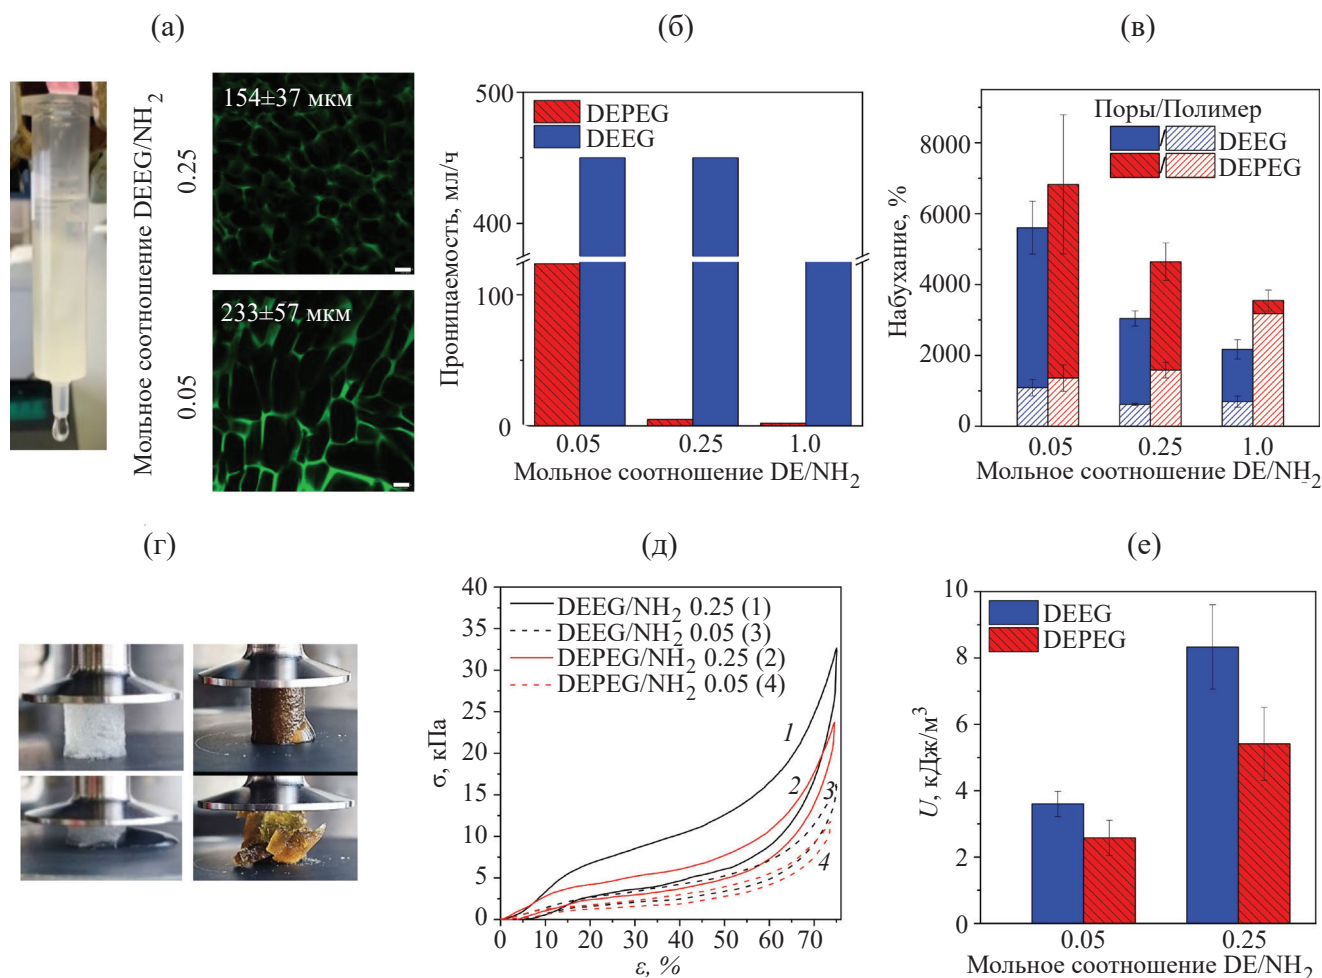 (а)
Мольное соотношение DEEG/NH2
0.25
0.05
154±37 мкм
233±57 мкм
(б)
Проницаемость, мл/ч
500
400
100
0
DEPEG
DEEG
0.05 0.25 1.0
Мольное соотношение DE/NH2
(в)
Набухание, %
8000
6000
4000
2000
0
Поры/Полимер
/ DEEG
/ DEPEG
0.05 0.25 1.0
Мольное соотношение DE/NH2
(г)
(д)
σ, кПа
40
35
30
25
20
15
10
5
0
DEEG/NH2 0.25 (1)
DEEG/NH2 0.05 (3)
DEPEG/NH2 0.25 (2)
DEPEG/NH2 0.05 (4)
1
2
3
4
0 10 20 30 40 50 60 70
ε, %
(е)
U, кДж/м³
10
8
6
4
2
0
DEEG
DEPEG
0.05 0.25
Мольное соотношение DE/NH2